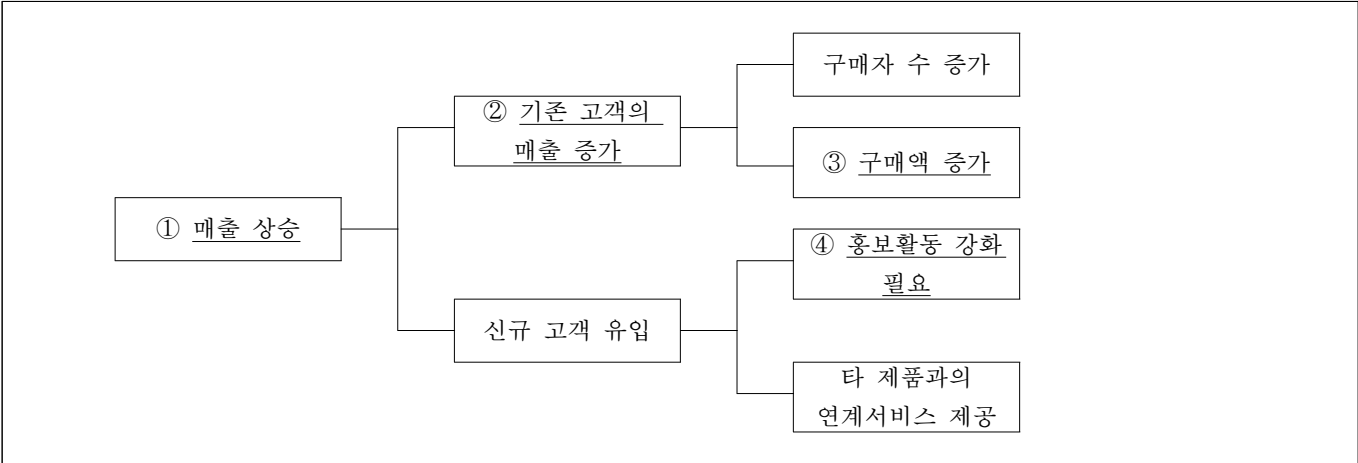 구매자 수 증가
② 기존 고객의
매출 증가
③ 구매액 증가
① 매출 상승
④ 홍보활동 강화
필요
신규 고객 유입
타 제품과의
연계서비스 제공